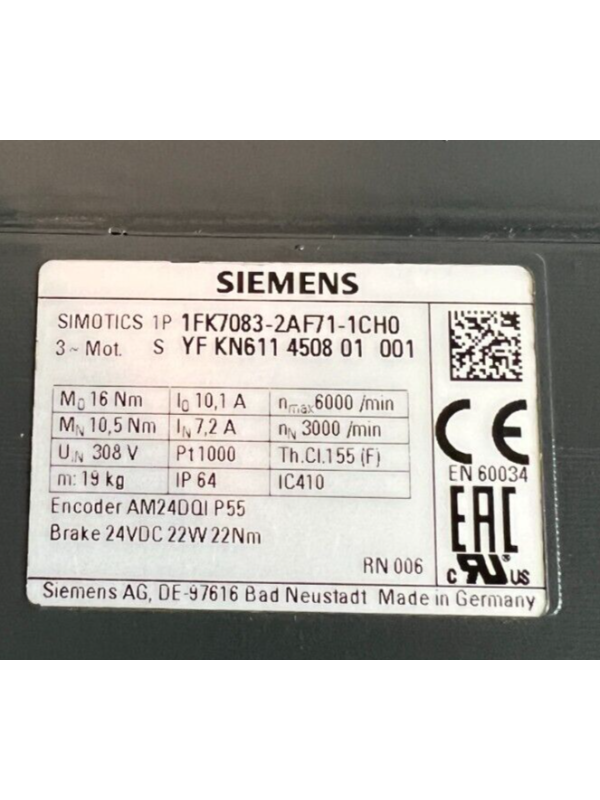 SIEMENS
SIMOTICS 1P 1FK7083-2AF71-1CH0
3~ Mot. S YF KN611 4508 01 001
M0 16 Nm I0 10,1 A nmax 6000 /min
MN 10,5 Nm IN 7,2 A nN 3000 /min
UIN 308 V Pt1000 Th.Cl.155 (F)
m: 19 kg IP 64 IC410
CE
EN 60034
Encoder AM24DQI P55
Brake 24VDC 22W 22Nm
EAC
RN 006
c RU US
Siemens AG, DE-97616 Bad Neustadt Made in Germany